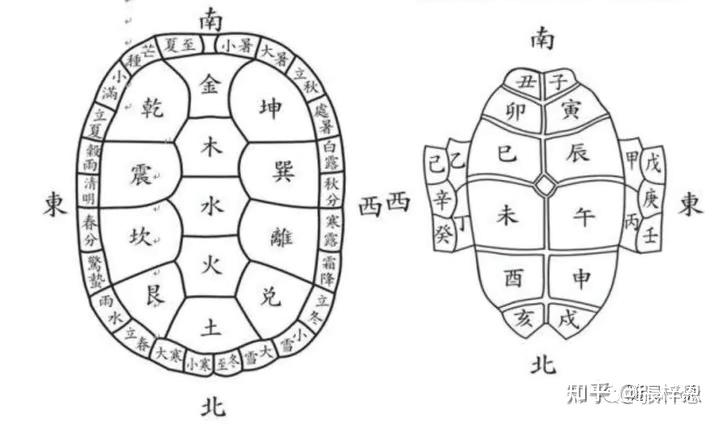 南
夏至
小暑
芒種
大暑
小滿
立秋
立夏
處暑
穀雨
白露
清明
秋分
春分
寒露
驚蟄
霜降
雨水
立冬
立春
小雪
大寒
小寒
冬至
大雪
金
乾
坤
木
震
巽
水
坎
離
火
艮
兌
土
東
西
北
南
丑 子
卯 寅
巳 辰
己 乙
甲 戊
辛
庚
未 午
癸 丁
丙 壬
酉 申
亥 戌
西
東
北
知乎